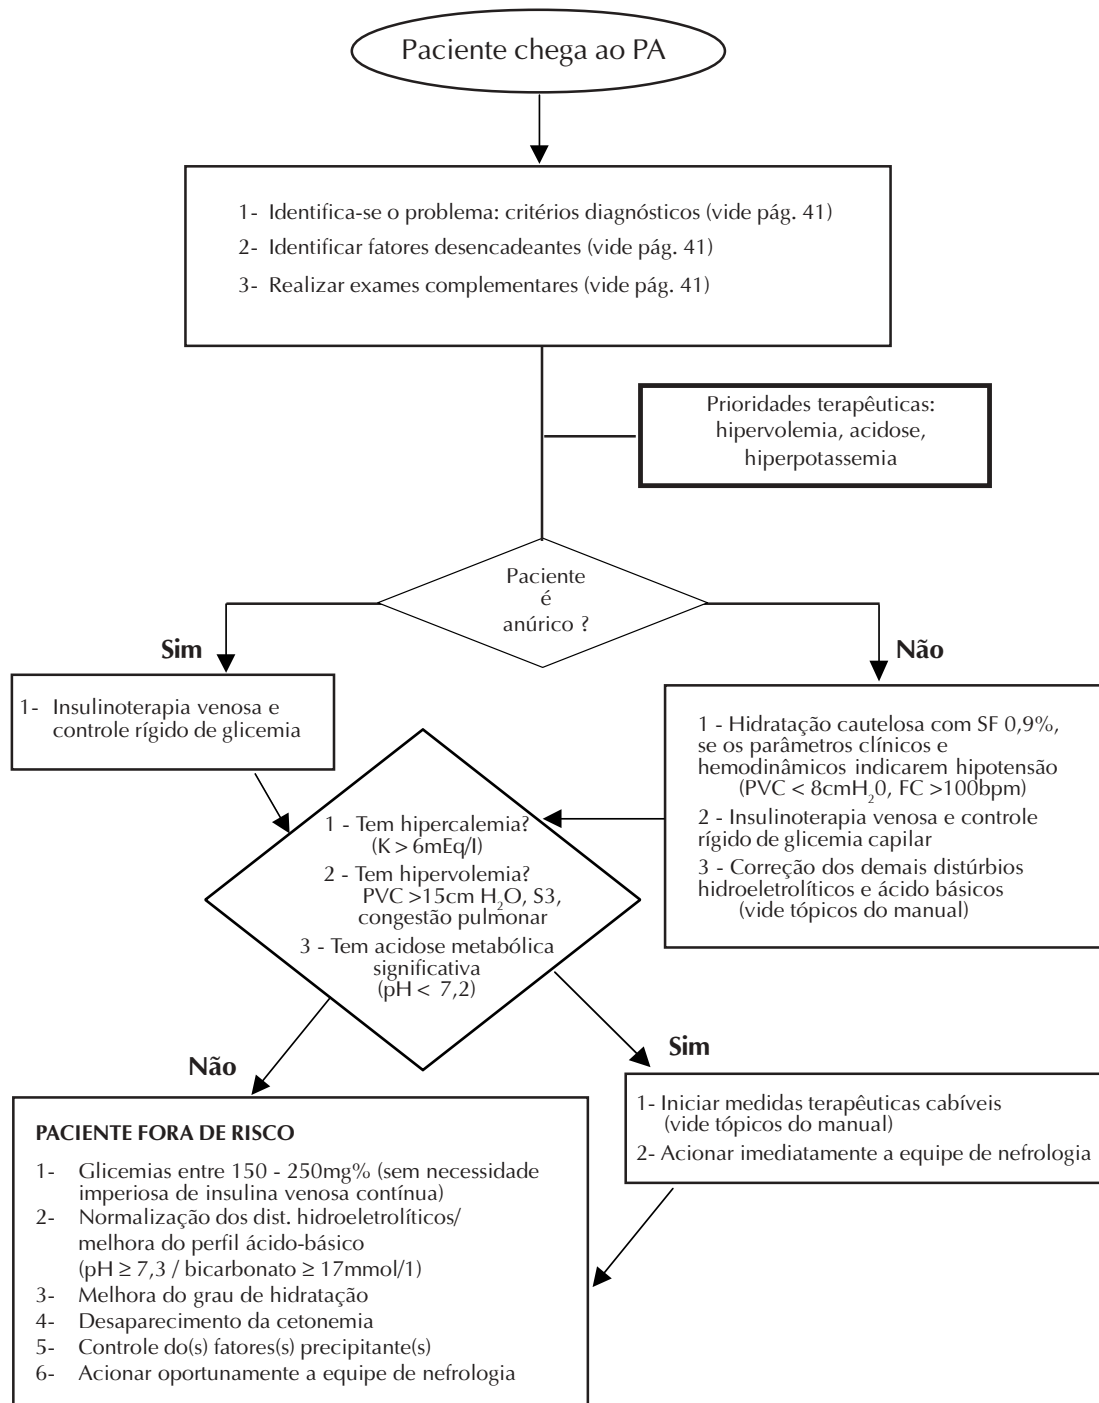 Paciente chega ao PA
1- Identifica-se o problema: critérios diagnósticos (vide pág. 41)
2- Identificar fatores desencadeantes (vide pág. 41)
3- Realizar exames complementares (vide pág. 41)
Prioridades terapêuticas:
hipervolemia, acidose,
hiperpotassemia
Paciente
é
anúrico ?
Sim
Não
1- Insulinoterapia venosa e
controle rígido de glicemia
1 - Hidratação cautelosa com SF 0,9%,
se os parâmetros clínicos e
hemodinâmicos indicarem hipotensão
(PVC < 8cmH₂0, FC >100bpm)
2 - Insulinoterapia venosa e controle
rígido de glicemia capilar
3 - Correção dos demais distúrbios
hidroeletrolíticos e ácido básicos
(vide tópicos do manual)
1 - Tem hipercalemia?
(K > 6mEq/l)
2 - Tem hipervolemia?
PVC >15cm H₂O, S3,
congestão pulmonar
3 - Tem acidose metabólica
significativa
(pH < 7,2)
Não
Sim
1- Iniciar medidas terapêuticas cabíveis
(vide tópicos do manual)
2- Acionar imediatamente a equipe de nefrologia
PACIENTE FORA DE RISCO
1- Glicemias entre 150 - 250mg% (sem necessidade
imperiosa de insulina venosa contínua)
2- Normalização dos dist. hidroeletrolíticos/
melhora do perfil ácido-básico
(pH ≥ 7,3 / bicarbonato ≥ 17mmol/1)
3- Melhora do grau de hidratação
4- Desaparecimento da cetonemia
5- Controle do(s) fatores(s) precipitante(s)
6- Acionar oportunamente a equipe de nefrologia